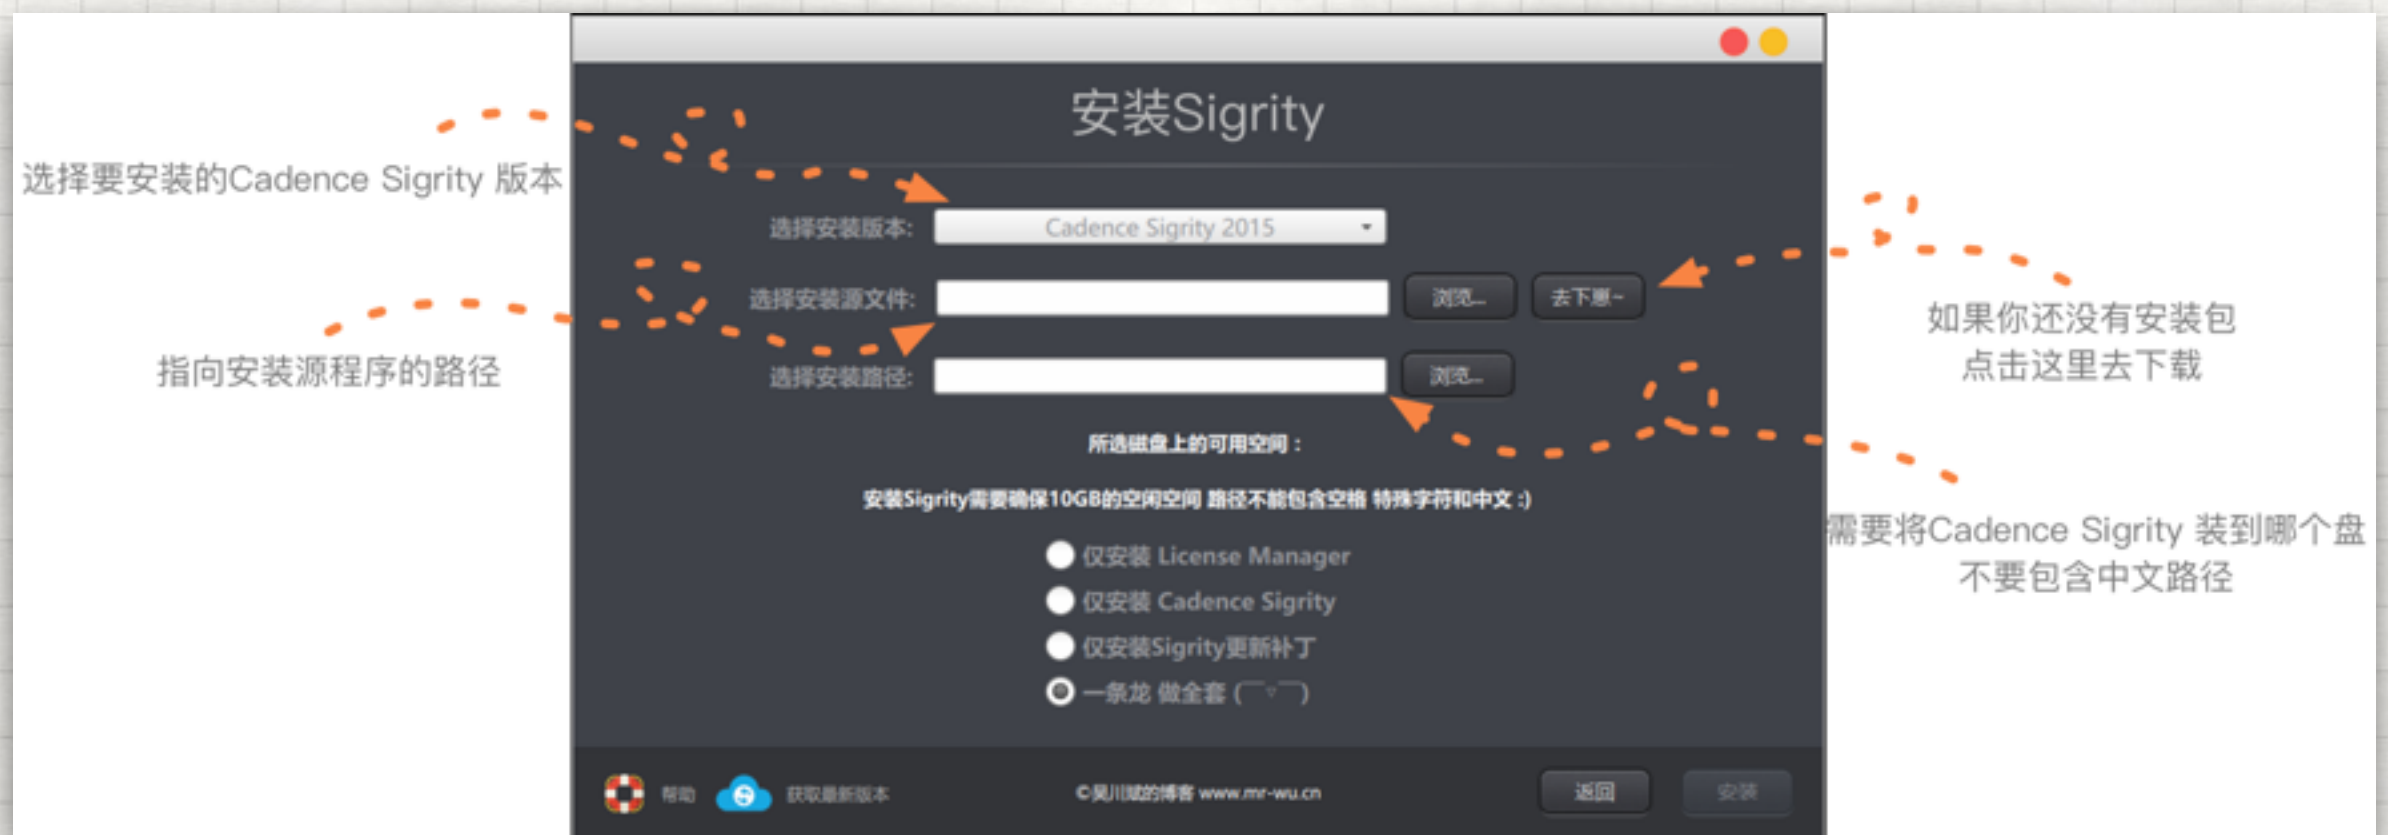 安装Sigrity
选择要安装的Cadence Sigrity 版本
选择安装版本:
Cadence Sigrity 2015
选择安装源文件:
浏览...
去下崽~
如果你还没有安装包
点击这里去下载
指向安装源程序的路径
选择安装路径:
浏览...
所选磁盘上的可用空间：
安装Sigrity需要确保10GB的空闲空间 路径不能包含空格 特殊字符和中文 :)
需要将Cadence Sigrity 装到哪个盘
不要包含中文路径
仅安装 License Manager
仅安装 Cadence Sigrity
仅安装Sigrity更新补丁
一条龙 做全套 (￣▿￣)
帮助
获取最新版本
©吴川斌的博客 www.mr-wu.cn
返回
安装